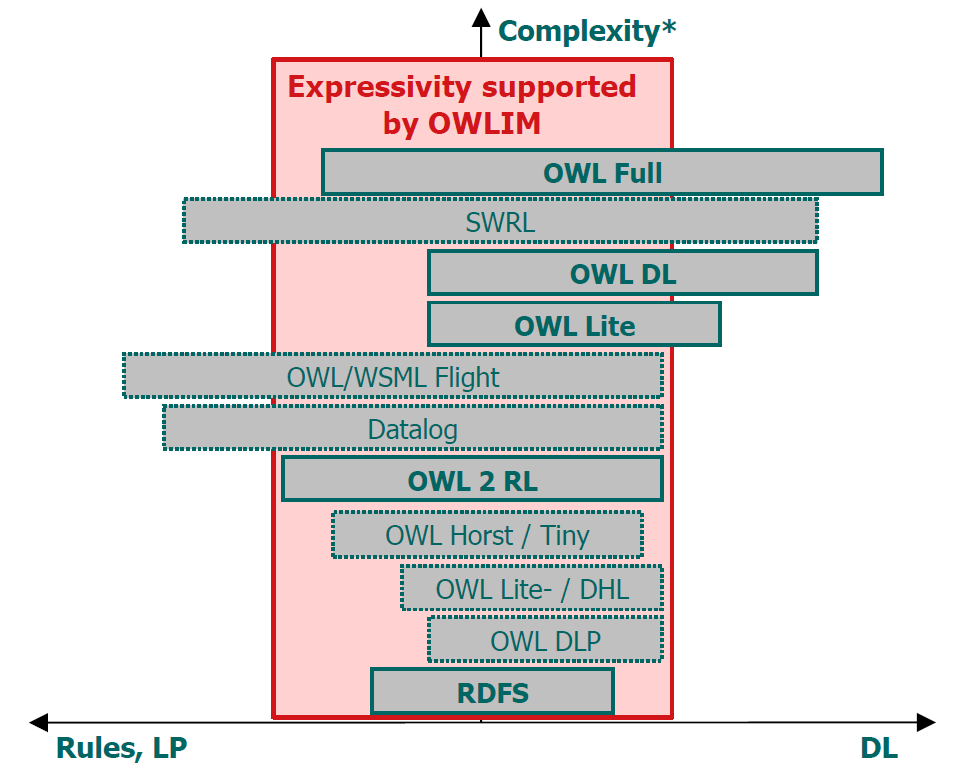 Complexity*
Expressivity supported
by OWLIM
OWL Full
SWRL
OWL DL
OWL Lite
OWL/WSML Flight
Datalog
OWL 2 RL
OWL Horst / Tiny
OWL Lite- / DHL
OWL DLP
RDFS
Rules, LP
DL